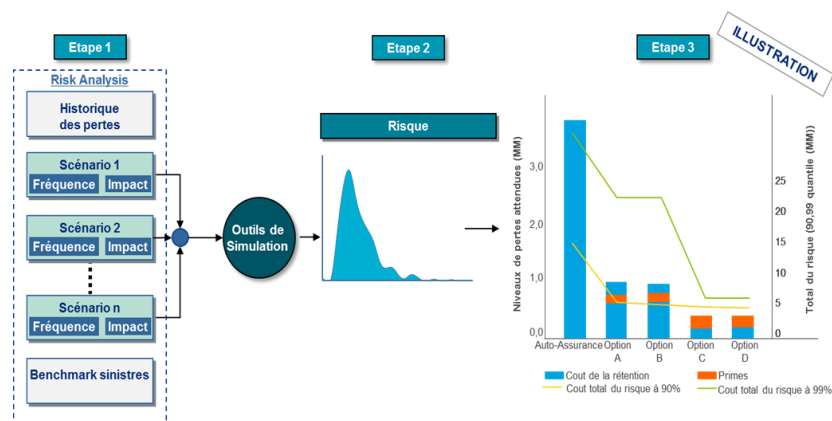 Etape 1
Etape 2
Etape 3
ILLUSTRATION
Risk Analysis
Historique
des pertes
Scénario 1
Fréquence Impact
Scénario 2
Fréquence Impact
Scénario n
Fréquence Impact
Benchmark sinistres
Outils de
Simulation
Risque
Niveaux de pertes attendues (MM)
3,0
2,0
1,0
0,0
Total du risque (90,99 quantile (MM))
25
20
15
10
5
0
Auto-Assurance Option A Option B Option C Option D
Cout de la rétention Primes
Cout total du risque à 90% Cout total du risque à 99%